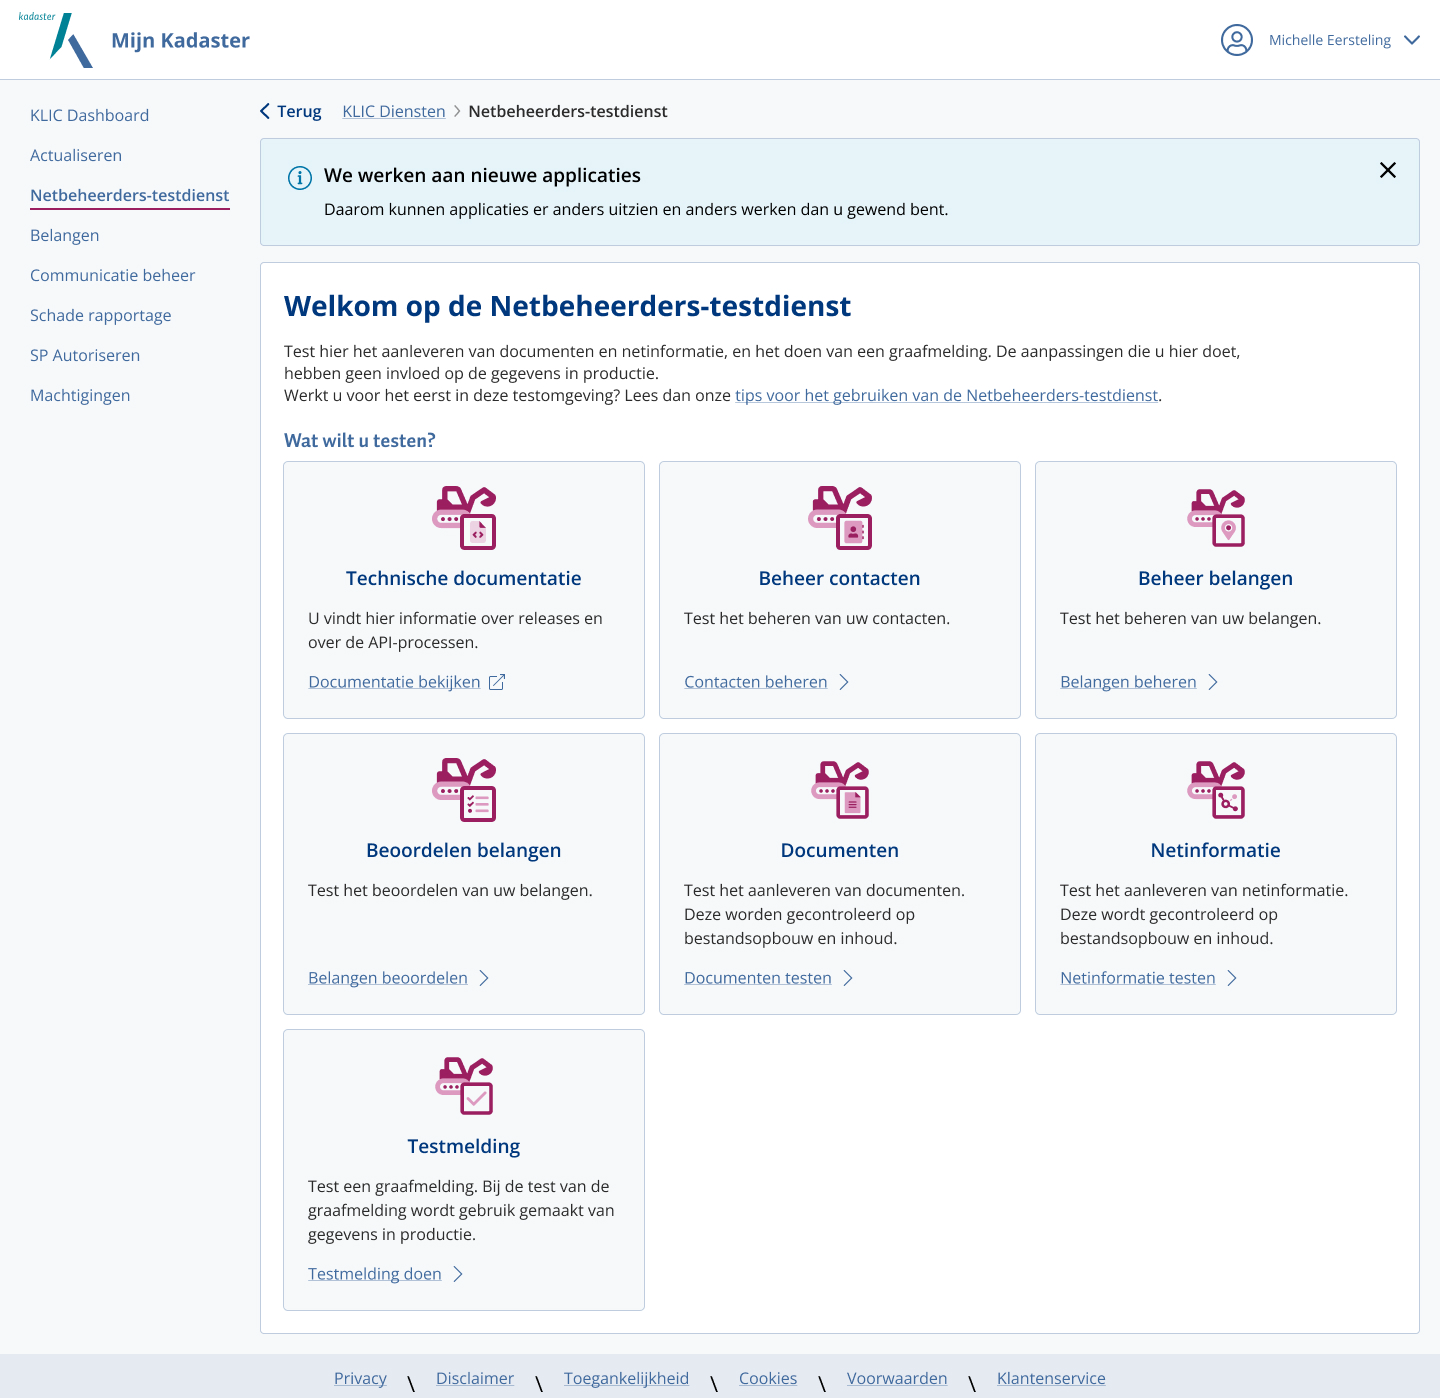 kadaster
Mijn Kadaster
Michelle Eersteling
KLIC Dashboard
Actualiseren
Netbeheerders-testdienst
Belangen
Communicatie beheer
Schade rapportage
SP Autoriseren
Machtigingen
Terug KLIC Diensten Netbeheerders-testdienst
We werken aan nieuwe applicaties
Daarom kunnen applicaties er anders uitzien en anders werken dan u gewend bent.
Welkom op de Netbeheerders-testdienst
Test hier het aanleveren van documenten en netinformatie, en het doen van een graafmelding. De aanpassingen die u hier doet,
hebben geen invloed op de gegevens in productie.
Werkt u voor het eerst in deze testomgeving? Lees dan onze tips voor het gebruiken van de Netbeheerders-testdienst.
Wat wilt u testen?
Technische documentatie
U vindt hier informatie over releases en
over de API-processen.
Documentatie bekijken
Beheer contacten
Test het beheren van uw contacten.
Contacten beheren
Beheer belangen
Test het beheren van uw belangen.
Belangen beheren
Beoordelen belangen
Test het beoordelen van uw belangen.
Belangen beoordelen
Documenten
Test het aanleveren van documenten.
Deze worden gecontroleerd op
bestandsopbouw en inhoud.
Documenten testen
Netinformatie
Test het aanleveren van netinformatie.
Deze wordt gecontroleerd op
bestandsopbouw en inhoud.
Netinformatie testen
Testmelding
Test een graafmelding. Bij de test van de
graafmelding wordt gebruik gemaakt van
gegevens in productie.
Testmelding doen
Privacy \ Disclaimer \ Toegankelijkheid \ Cookies \ Voorwaarden \ Klantenservice